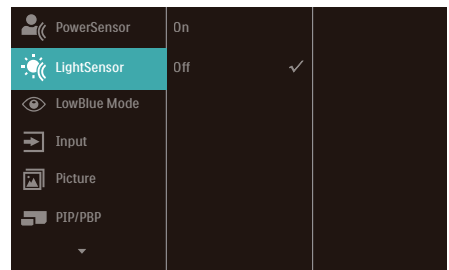 PowerSensor
On
LightSensor
Off
LowBlue Mode
Input
Picture
PIP/PBP